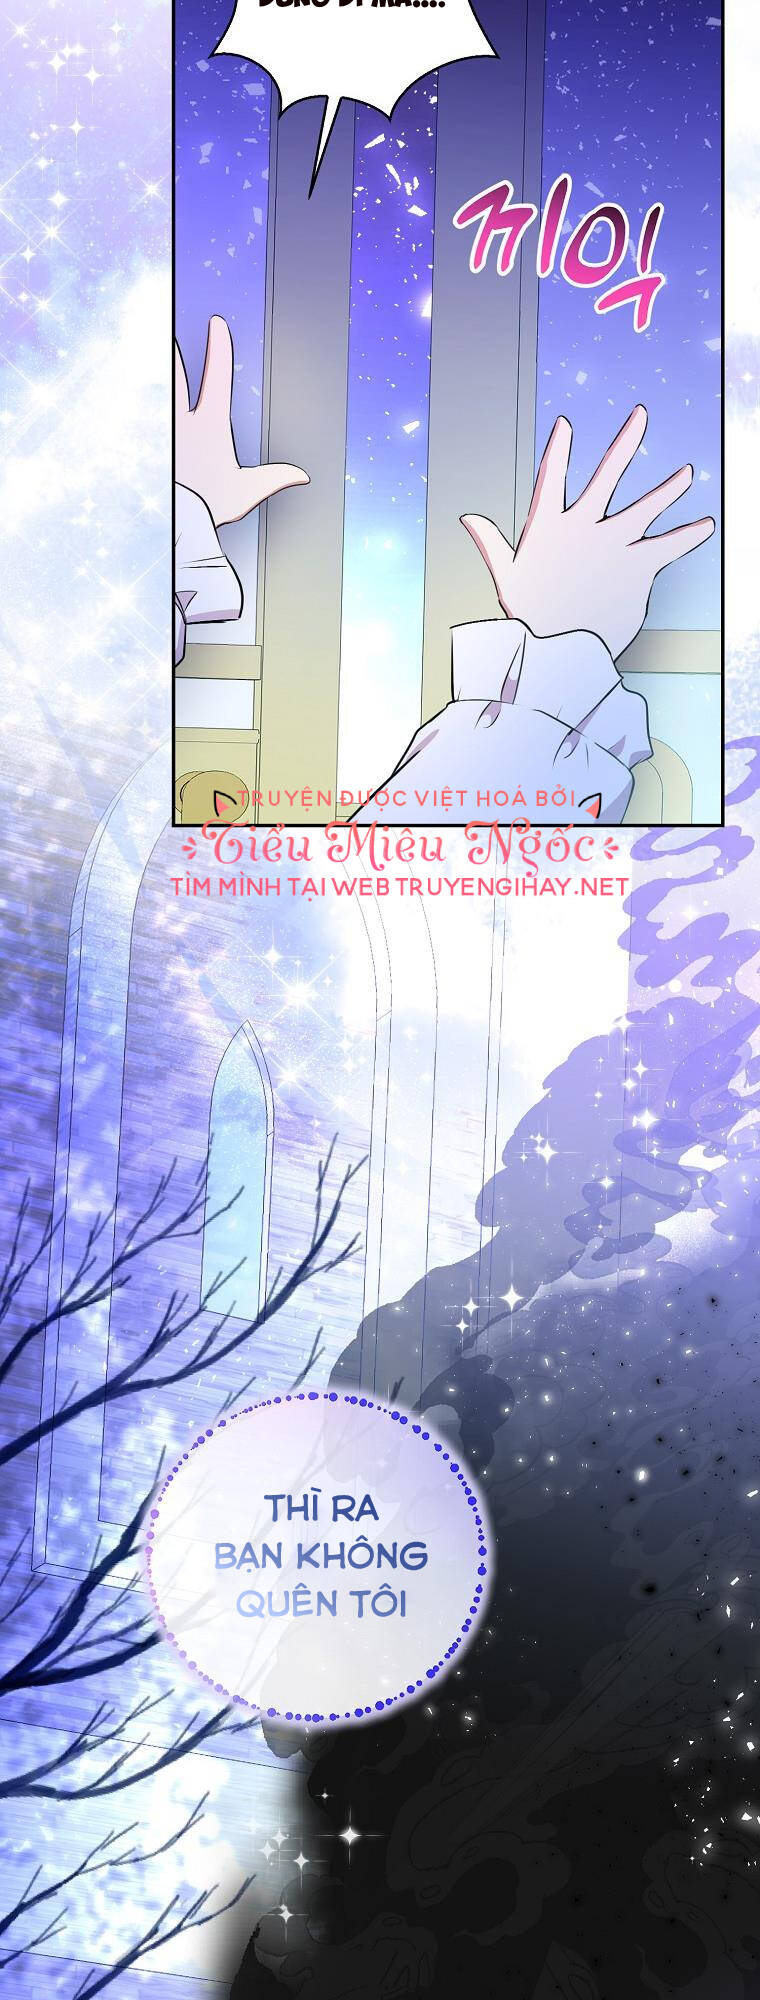 ĐỪNG ĐI MÀ....
끼익
TRUYỆN ĐƯỢC VIỆT HOÁ BỞI
Tiểu Miêu Ngốc
TÌM MÌNH TẠI WEB TRUYENGIHAY.NET
THÌ RA
BẠN KHÔNG
QUÊN TÔI